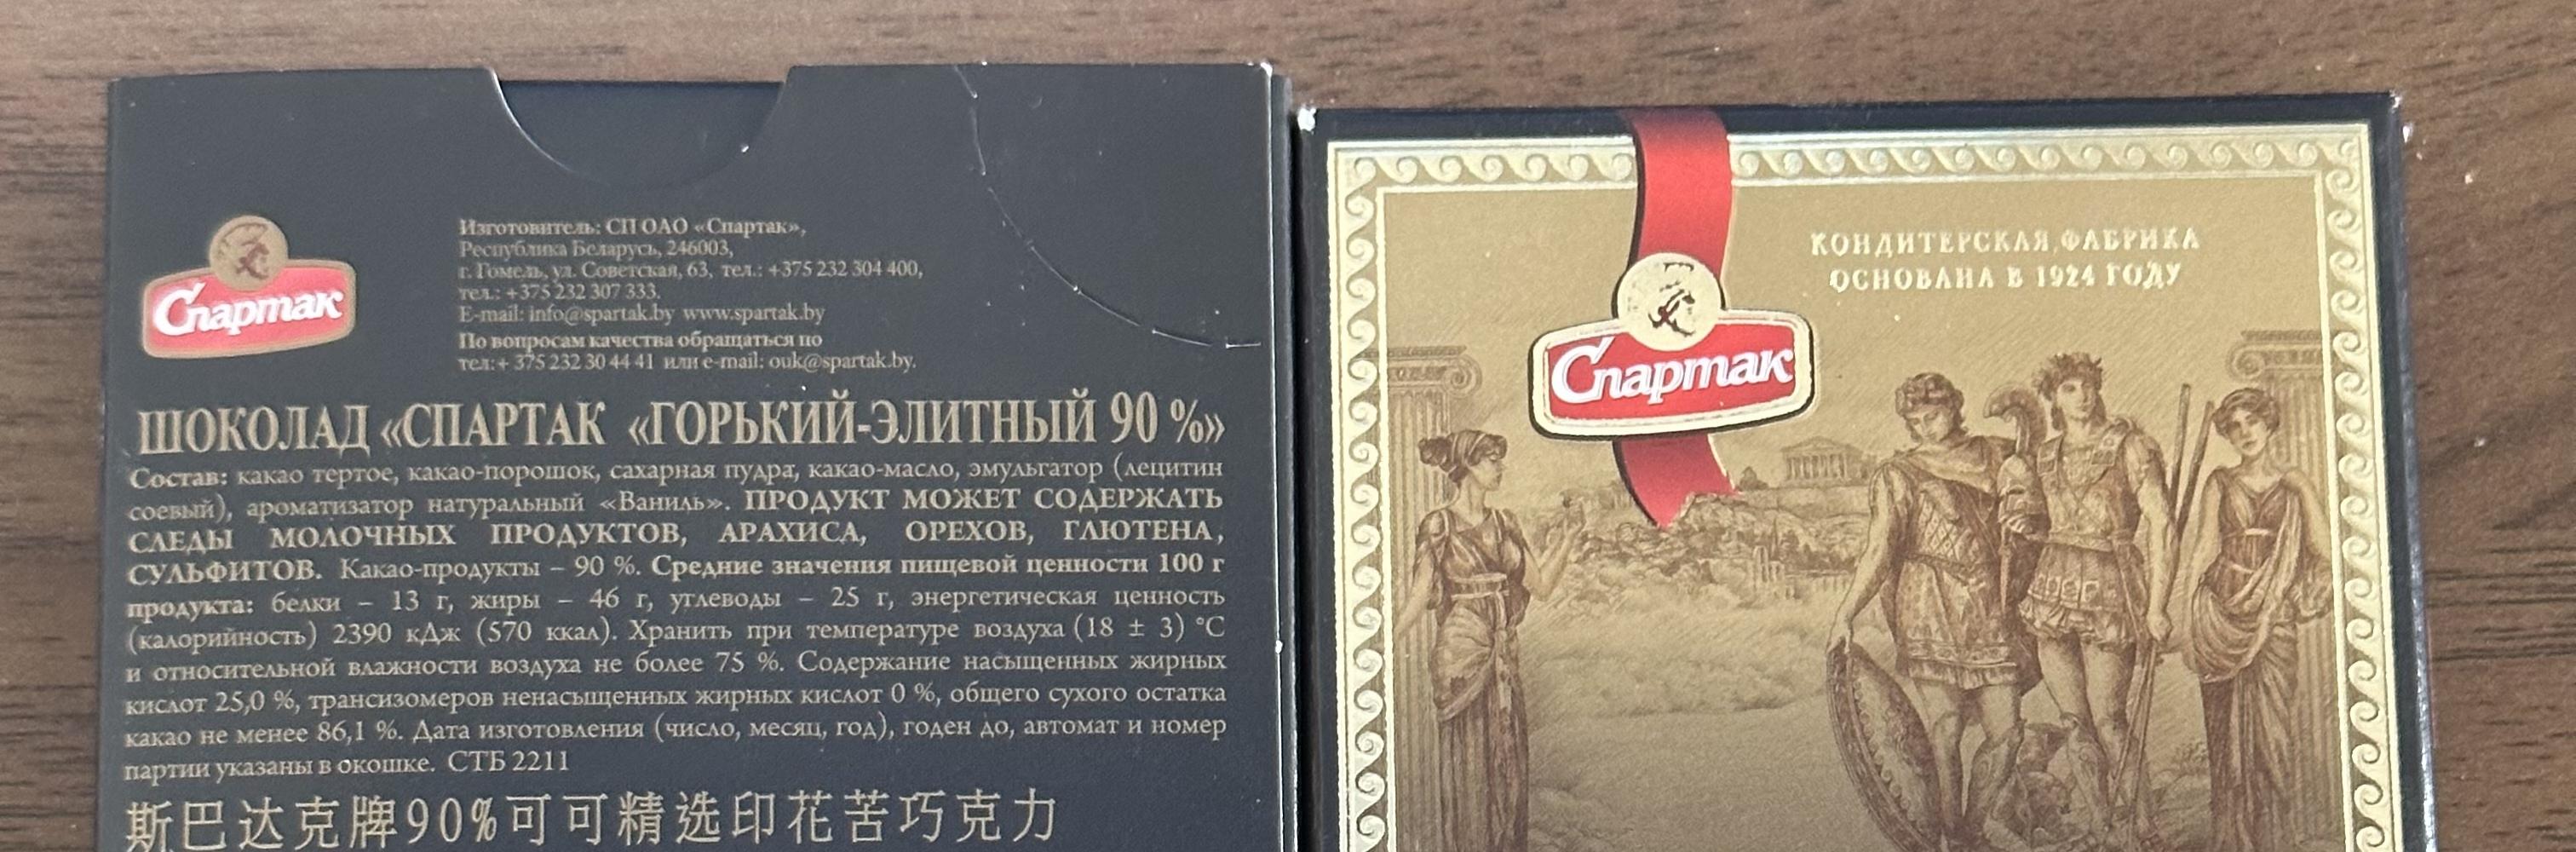 Спартак
Изготовитель: СП ОАО «Спартак»,
Республика Беларусь, 246003,
г. Гомель, ул. Советская, 63, тел.: +375 232 304 400,
тел.: +375 232 307 333.
E-mail: info@spartak.by www.spartak.by
По вопросам качества обращаться по
тел:+ 375 232 30 44 41 или e-mail: ouk@spartak.by.
ШОКОЛАД «СПАРТАК «ГОРЬКИЙ-ЭЛИТНЫЙ 90 %»
Состав: какао тертое, какао-порошок, сахарная пудра, какао-масло, эмульгатор (лецитин
соевый), ароматизатор натуральный «Ваниль». ПРОДУКТ МОЖЕТ СОДЕРЖАТЬ
СЛЕДЫ МОЛОЧНЫХ ПРОДУКТОВ, АРАХИСА, ОРЕХОВ, ГЛЮТЕНА,
СУЛЬФИТОВ. Какао-продукты – 90 %. Средние значения пищевой ценности 100 г
продукта: белки – 13 г, жиры – 46 г, углеводы – 25 г, энергетическая ценность
(калорийность) 2390 кДж (570 ккал). Хранить при температуре воздуха (18 ± 3) °С
и относительной влажности воздуха не более 75 %. Содержание насыщенных жирных
кислот 25,0 %, трансизомеров ненасыщенных жирных кислот 0 %, общего сухого остатка
какао не менее 86,1 %. Дата изготовления (число, месяц, год), годен до, автомат и номер
партии указаны в окошке. СТБ 2211
斯巴达克牌90%可可精选印花苦巧克力
КОНДИТЕРСКАЯ ФАБРИКА
ОСНОВАНА В 1924 ГОДУ
Спартак